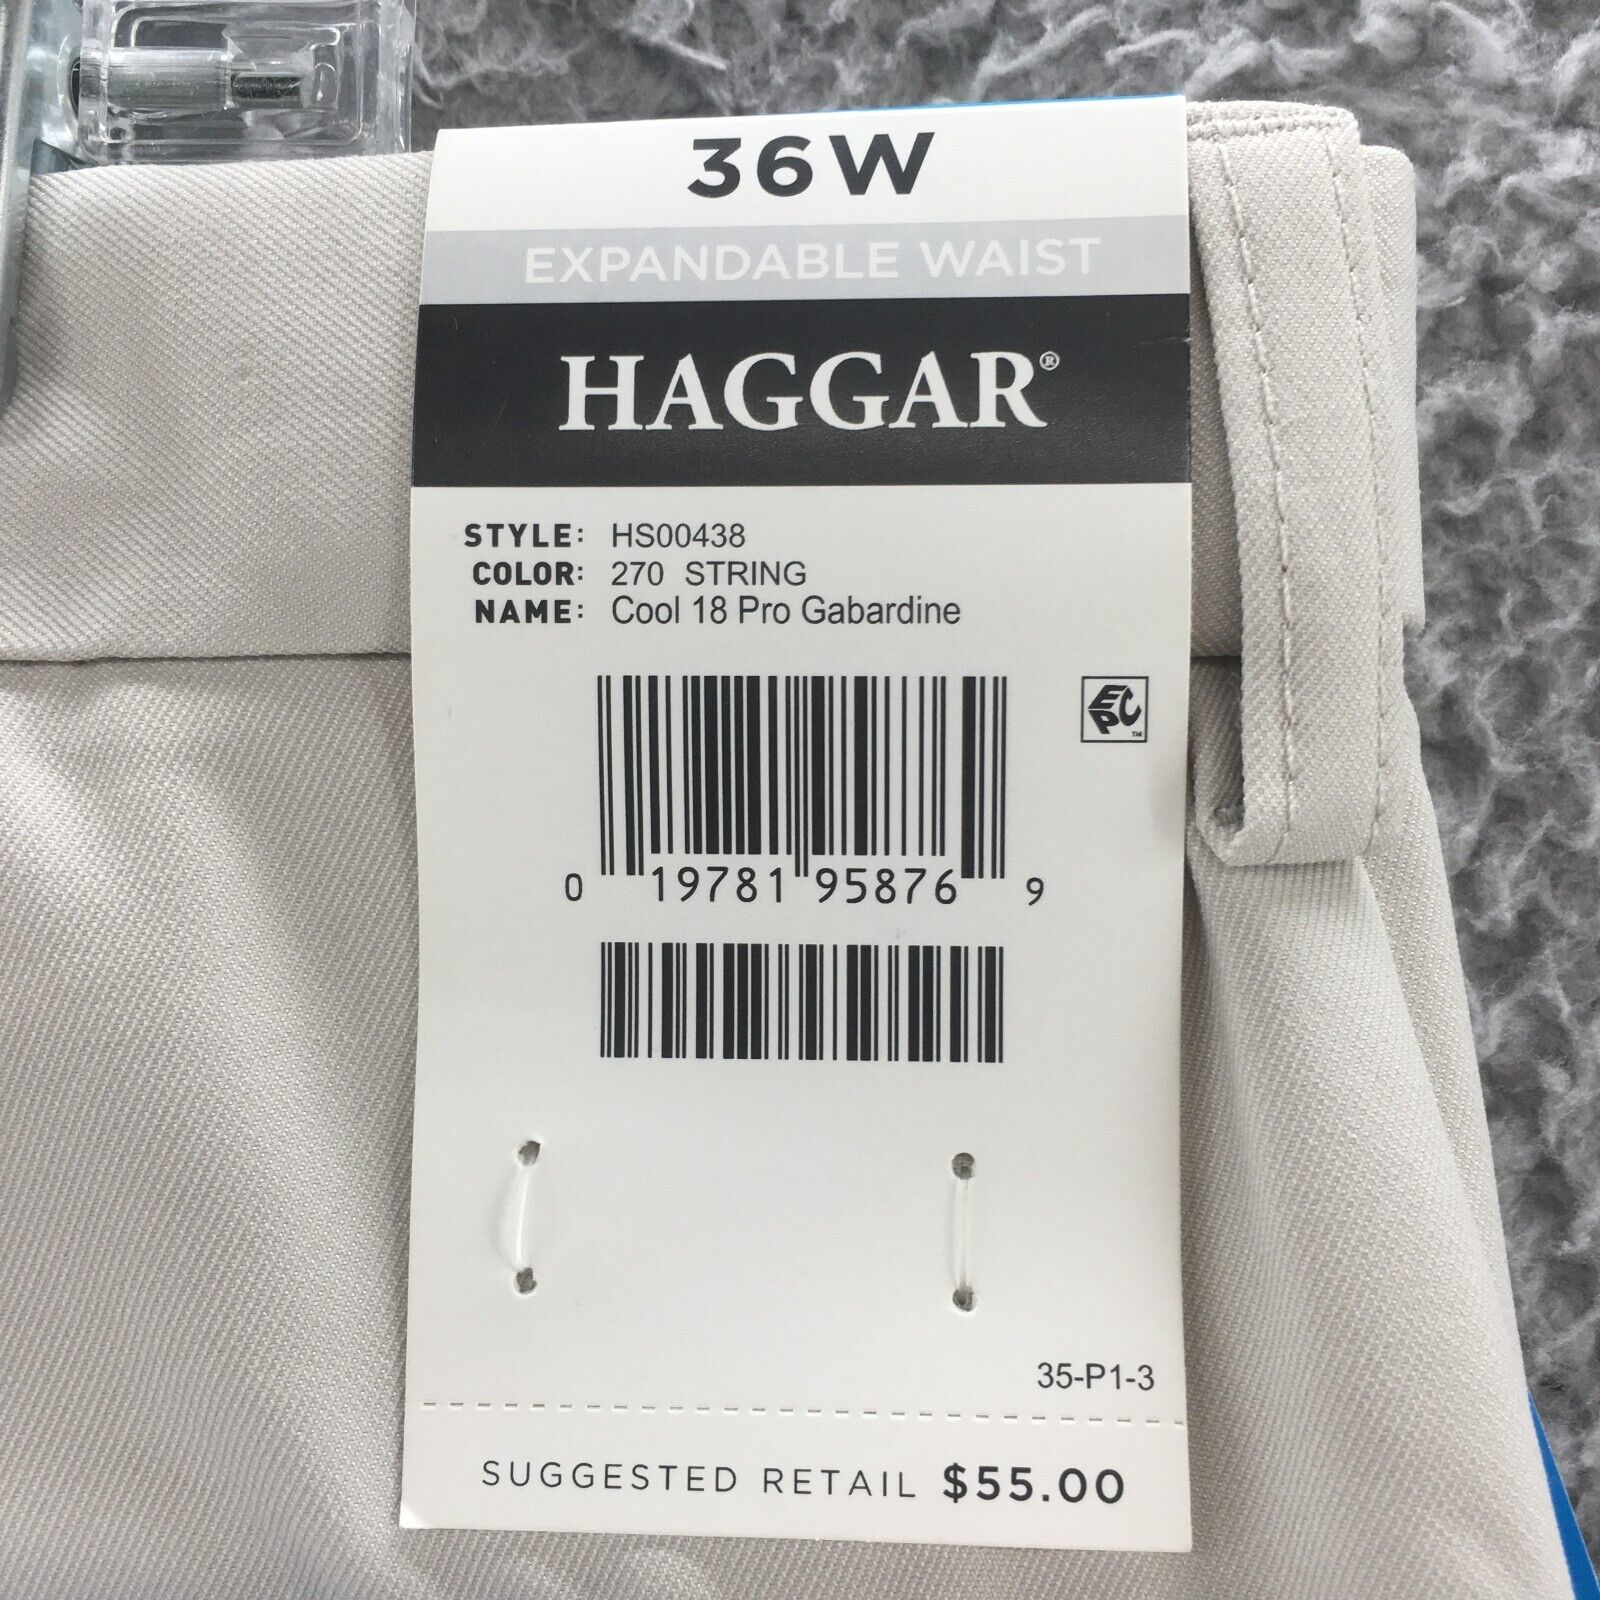 36W
EXPANDABLE WAIST
HAGGAR®
STYLE: HS00438
COLOR: 270 STRING
NAME: Cool 18 Pro Gabardine
EPC™
0 19781 95876 9
35-P1-3
SUGGESTED RETAIL $55.00